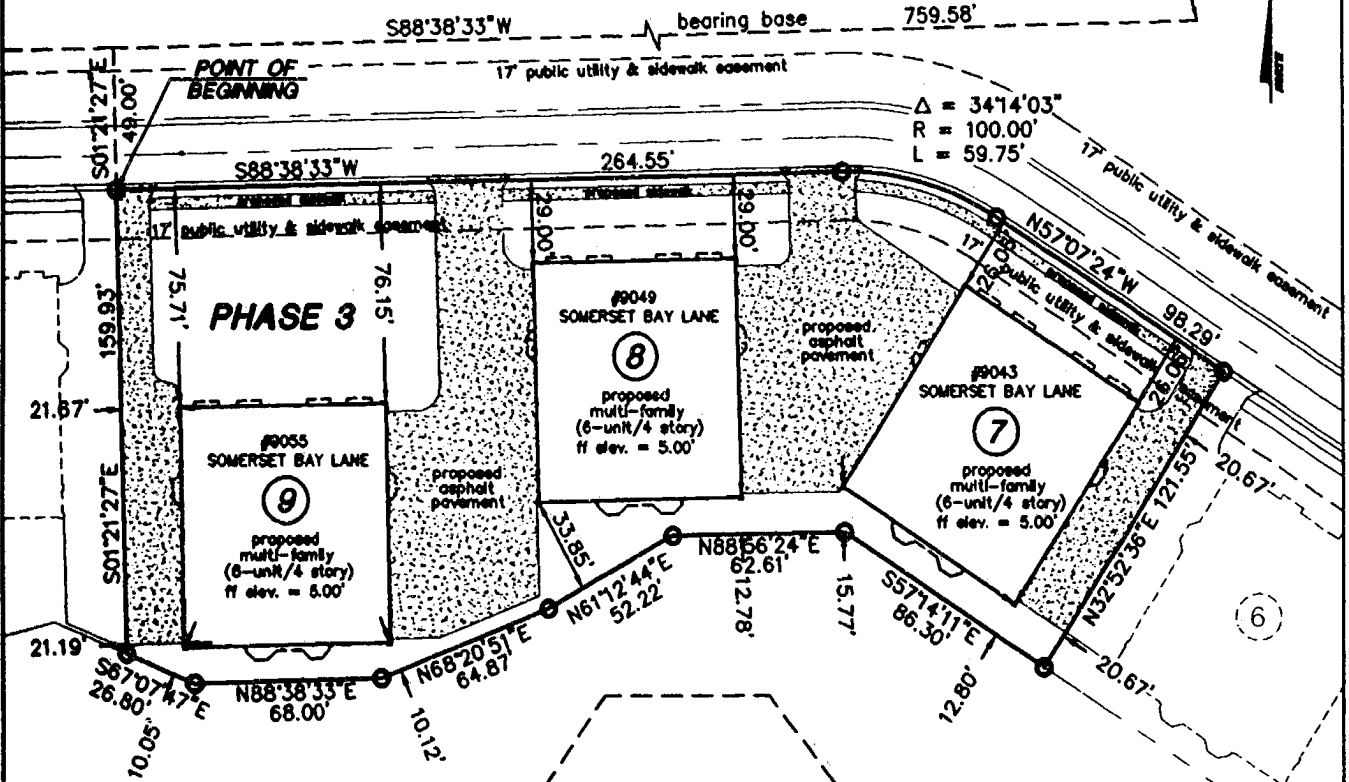 S88°38'33"W
bearing base
759.58'
17' public utility & sidewalk easement
POINT OF
BEGINNING
S01°21'27"E
49.00'
Δ = 34°14'03"
R = 100.00'
L = 59.75'
17' public utility & sidewalk easement
S88°38'33"W
264.55'
proposed sidewalk
proposed sidewalk
17' public utility & sidewalk easement
29.00'
29.00'
N57°07'24"W
98.29'
17' public utility & sidewalk easement
proposed sidewalk
26.09'
75.71'
76.15'
PHASE 3
159.93'
S01°21'27"E
21.67'
#9049
SOMERSET BAY LANE
8
proposed
multi-family
(6-unit/4 story)
ff elev. = 5.00'
proposed
asphalt
pavement
#9043
SOMERSET BAY LANE
7
proposed
multi-family
(6-unit/4 story)
ff elev. = 5.00'
#9055
SOMERSET BAY LANE
9
proposed
multi-family
(6-unit/4 story)
ff elev. = 5.00'
proposed
asphalt
pavement
20.67'
N32°52'36"E 121.55'
6
33.85'
N88°56'24"E
62.61'
N61°12'44"E
52.22'
12.78'
15.77'
S57°14'11"E
86.30'
21.19'
S67°07'47"E
26.80'
N88°38'33"E
68.00'
N68°20'51"E
64.87'
20.67'
12.80'
10.05'
10.12'